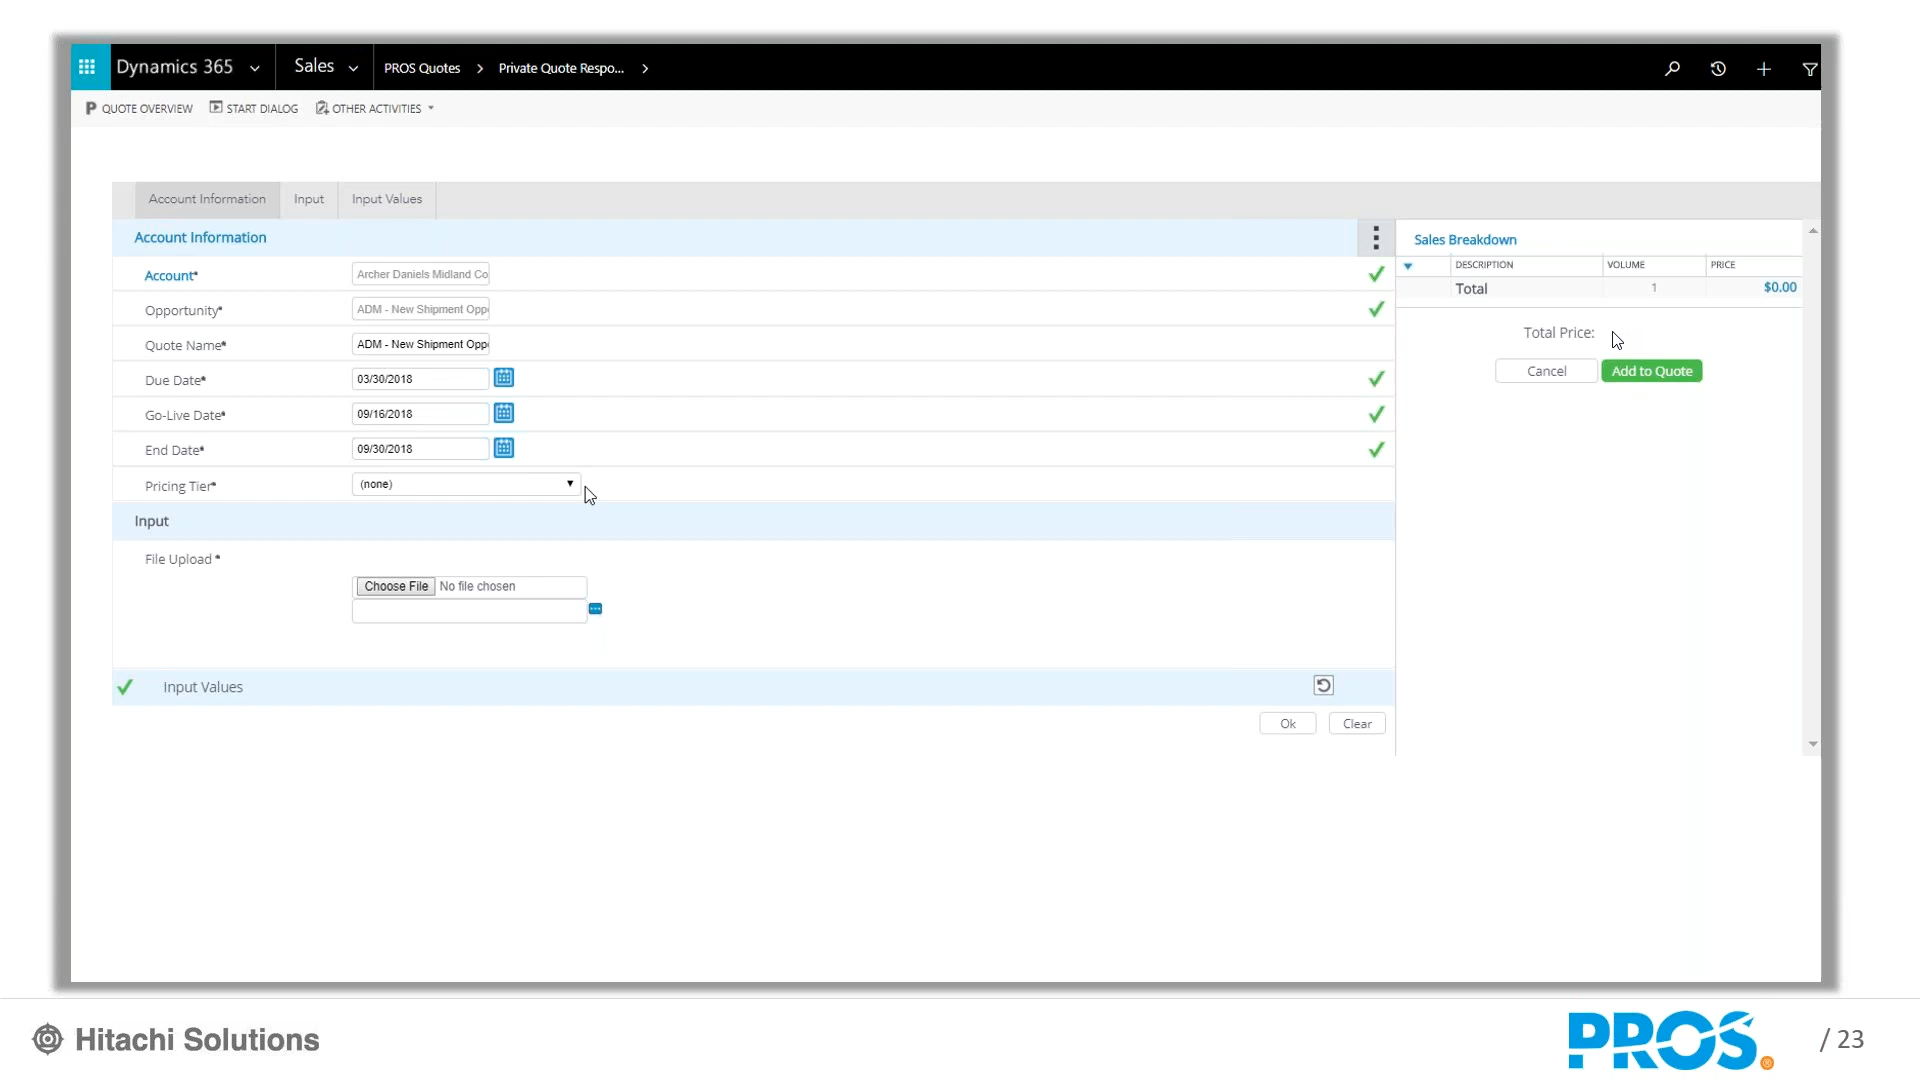 Dynamics 365 Sales PROS Quotes > Private Quote Respo... >
P QUOTE OVERVIEW START DIALOG OTHER ACTIVITIES
Account Information Input Input Values
Account Information
Account* Archer Daniels Midland Co
Opportunity* ADM - New Shipment Opp
Quote Name* ADM - New Shipment Opp
Due Date* 03/30/2018
Go-Live Date* 09/16/2018
End Date* 09/30/2018
Pricing Tier* (none)
Input
File Upload *
Choose File No file chosen
Input Values
Ok Clear
Sales Breakdown
DESCRIPTION VOLUME PRICE
Total 1 $0.00
Total Price:
Cancel Add to Quote
Hitachi Solutions
PROS
/ 23